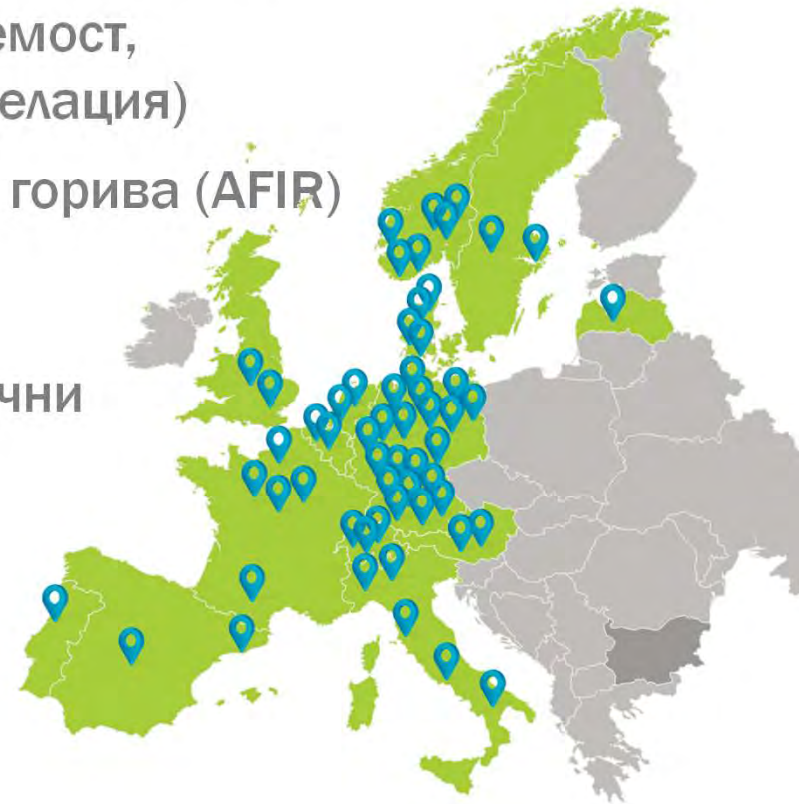 емост,
елация)
горива (AFIR)
чни